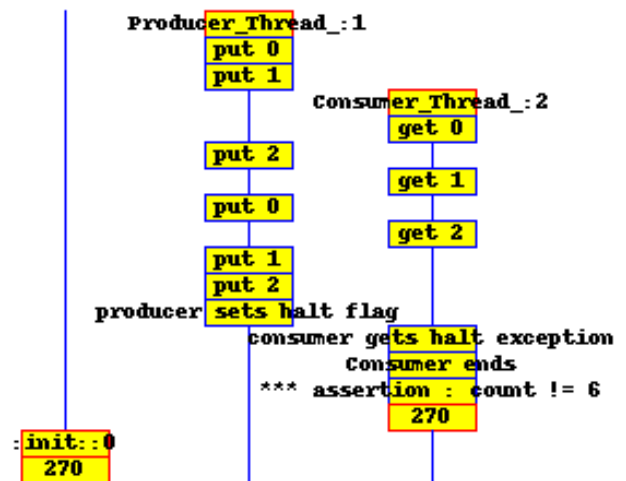 Producer_Thread_:1
put 0
put 1
Consumer_Thread_:2
get 0
put 2
get 1
put 0
get 2
put 1
put 2
producer sets halt flag
consumer gets halt exception
Consumer ends
*** assertion : count != 6
270
:init::0
270